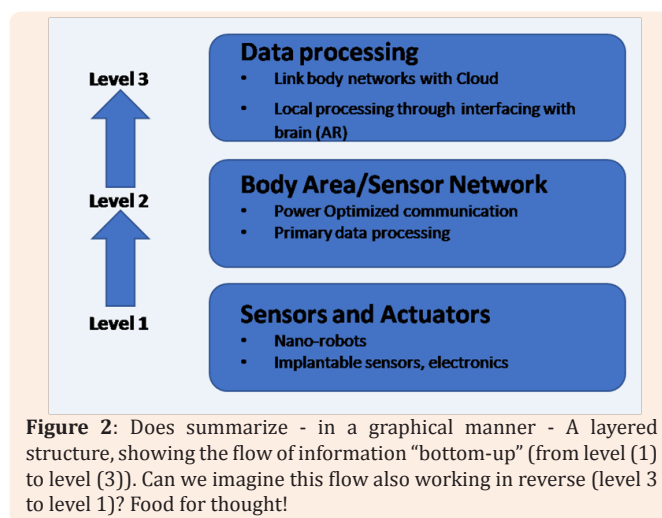 Data processing
• Link body networks with Cloud
• Local processing through interfacing with
brain (AR)
Level 3
Body Area/Sensor Network
• Power Optimized communication
• Primary data processing
Level 2
Sensors and Actuators
• Nano-robots
• Implantable sensors, electronics
Level 1
Figure 2: Does summarize - in a graphical manner - A layered
structure, showing the flow of information “bottom-up” (from level (1)
to level (3)). Can we imagine this flow also working in reverse (level 3
to level 1)? Food for thought!